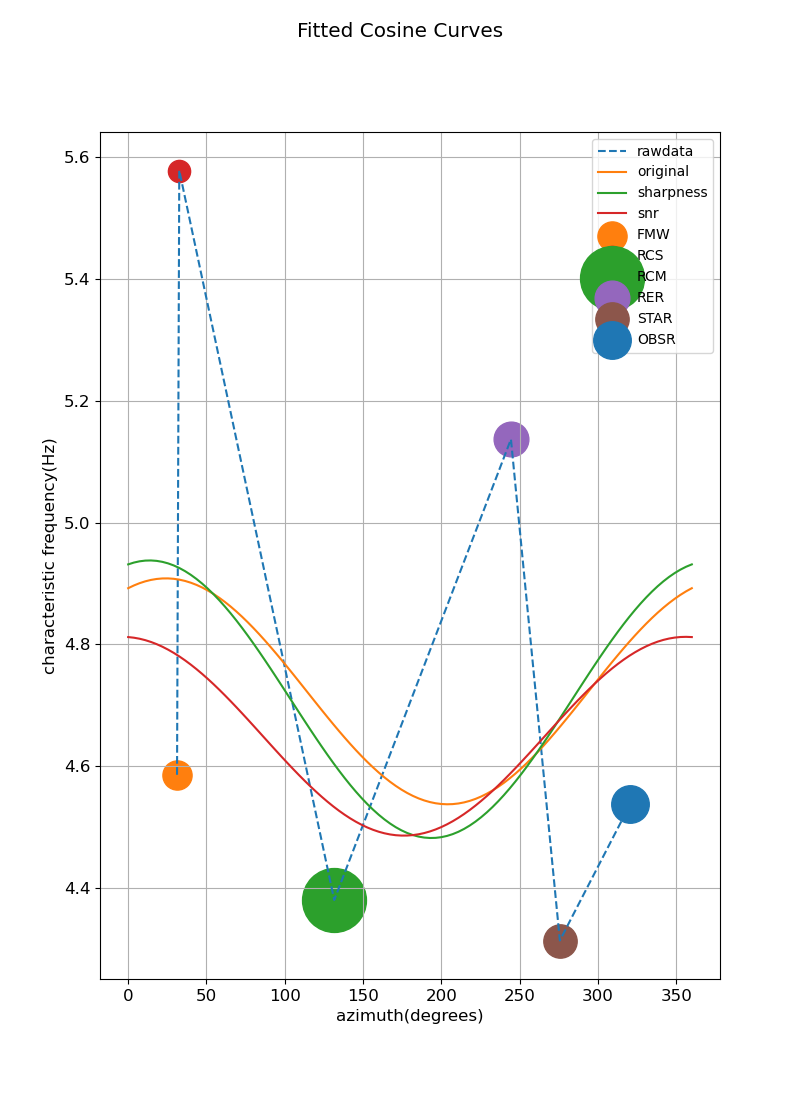 Fitted Cosine Curves
5.6
5.4
5.2
5.0
4.8
4.6
4.4
characteristic frequency(Hz)
rawdata
original
sharpness
snr
FMW
RCS
RCM
RER
STAR
OBSR
0 50 100 150 200 250 300 350
azimuth(degrees)